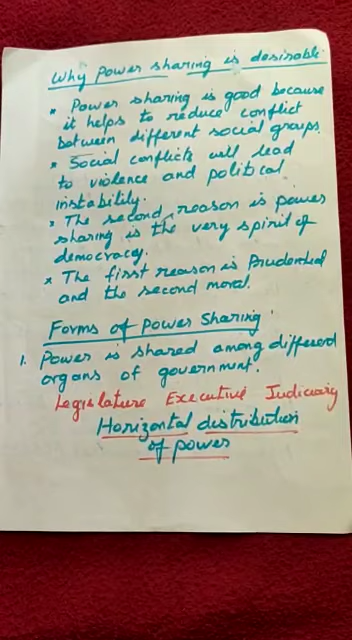 Why power sharing is desirable
* Power sharing is good because
it helps to reduce conflict
between different social groups.
* Social conflicts will lead
to violence and political
instability.
* The second reason is power
sharing is the very spirit of
democracy.
* The first reason is Prudential
and the second moral.
Forms of Power Sharing
1. Power is shared among different
organs of government.
Legislature Executive Judiciary
Horizontal distribution
of power